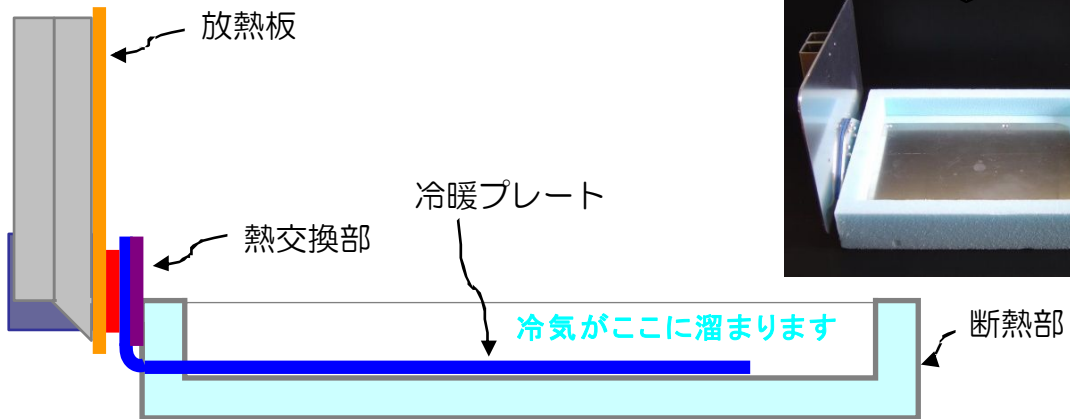 放熱板
冷暖プレート
熱交換部
冷気がここに溜まります
断熱部